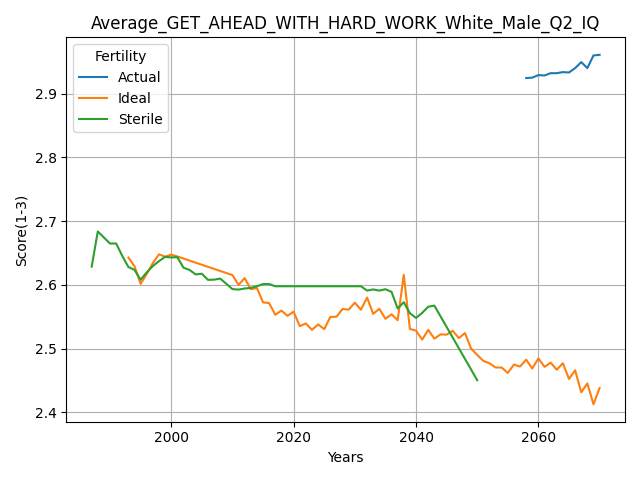 Average_GET_AHEAD_WITH_HARD_WORK_White_Male_Q2_IQ
Fertility
Actual
Ideal
Sterile
Score(1-3)
2.9
2.8
2.7
2.6
2.5
2.4
2000
2020
2040
2060
Years